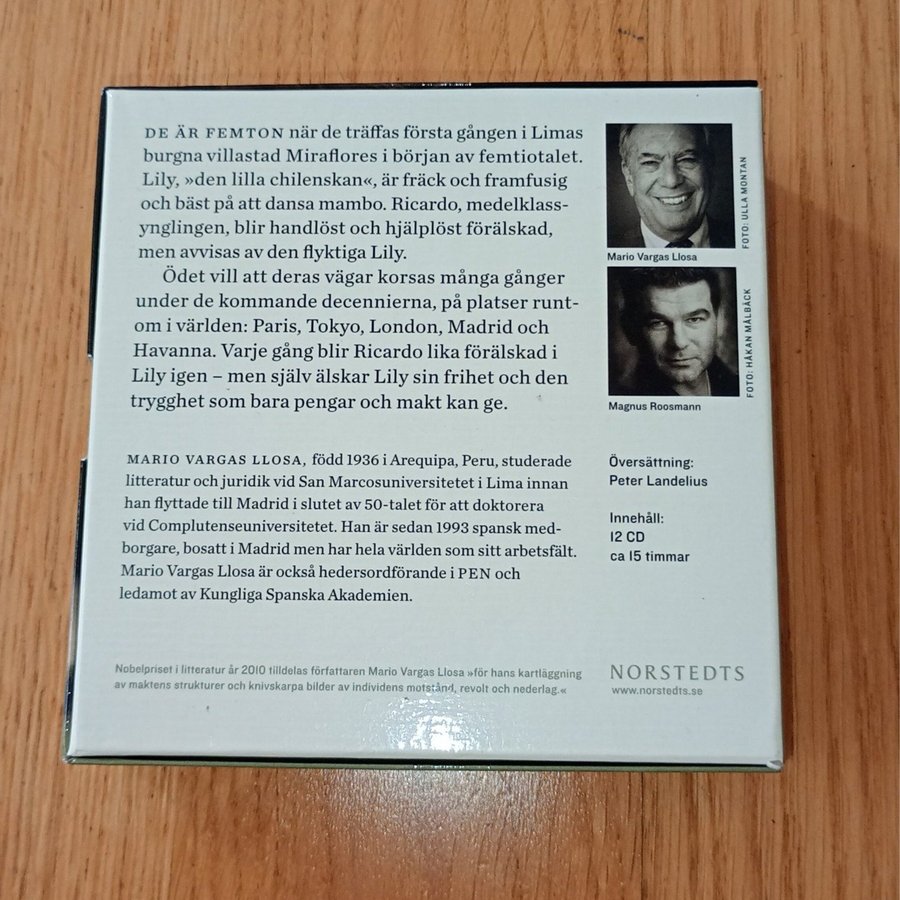 DE ÄR FEMTON när de träffas första gången i Limas
burgna villastad Miraflores i början av femtiotalet.
Lily, »den lilla chilenskan«, är fräck och framfusig
och bäst på att dansa mambo. Ricardo, medelklass-
ynglingen, blir handlöst och hjälplöst förälskad,
men avvisas av den flyktiga Lily.
Ödet vill att deras vägar korsas många gånger
under de kommande decennierna, på platser runt-
om i världen: Paris, Tokyo, London, Madrid och
Havanna. Varje gång blir Ricardo lika förälskad i
Lily igen – men själv älskar Lily sin frihet och den
trygghet som bara pengar och makt kan ge.
MARIO VARGAS LLOSA, född 1936 i Arequipa, Peru, studerade
litteratur och juridik vid San Marcosuniversitetet i Lima innan
han flyttade till Madrid i slutet av 50-talet för att doktorera
vid Complutenseuniversitetet. Han är sedan 1993 spansk med-
borgare, bosatt i Madrid men har hela världen som sitt arbetsfält.
Mario Vargas Llosa är också hedersordförande i PEN och
ledamot av Kungliga Spanska Akademien.
Nobelpriset i litteratur år 2010 tilldelas författaren Mario Vargas Llosa »för hans kartläggning
av maktens strukturer och knivskarpa bilder av individens motstånd, revolt och nederlag.«
FOTO: ULLA MONTAN
Mario Vargas Llosa
FOTO: HÅKAN MÅLBÄCK
Magnus Roosmann
Översättning:
Peter Landelius
Innehåll:
12 CD
ca 15 timmar
NORSTEDTS
www.norstedts.se